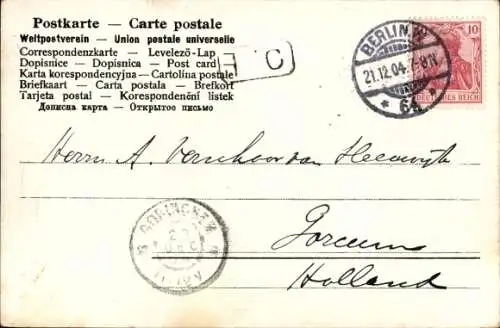 Postkarte — Carte postale
Weltpostverein — Union postale universelle
Correspondenzkarte — Levelező-Lap
Dopisnice — Dopisnica — Post card
Karta korespondencyjna — Cartolina postale
Briefkaart — Carta postala — Brefkort
Tarjeta postal — Korespondenční lístek
Дописна карта — Открытое письмо
C
BERLIN, W.
21.12.04. 7-8N.
* 64 *
10
DEUTSCHES REICH
Herrn A. Verschoor van Heeswijk
GORINCHEM
Gorcum
Holland